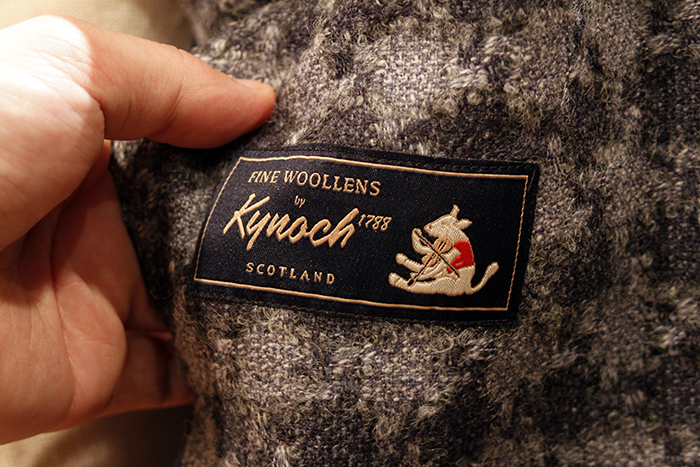 FINE WOOLLENS
by
Kynoch 1788
SCOTLAND